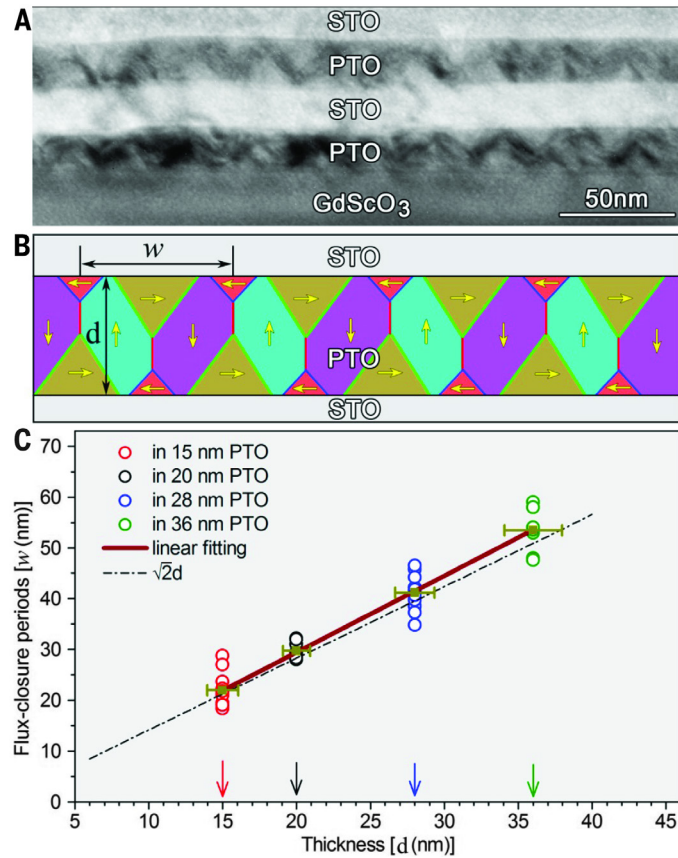 A
STO
PTO
STO
PTO
GdScO₃
50nm
B
w
STO
d
PTO
STO
C
Flux-closure periods [w (nm)]
70
60
50
40
30
20
10
0
in 15 nm PTO
in 20 nm PTO
in 28 nm PTO
in 36 nm PTO
linear fitting
√2d
5 10 15 20 25 30 35 40 45
Thickness [d (nm)]